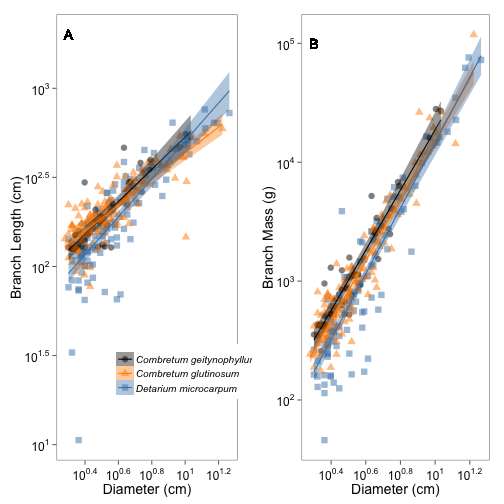 A
B
Branch Length (cm)
10^3
10^2.5
10^2
10^1.5
10^1
10^0.4 10^0.6 10^0.8 10^1 10^1.2
Diameter (cm)
Combretum geitynophyllur
Combretum glutinosum
Detarium microcarpum
Branch Mass (g)
10^5
10^4
10^3
10^2
10^0.4 10^0.6 10^0.8 10^1 10^1.2
Diameter (cm)